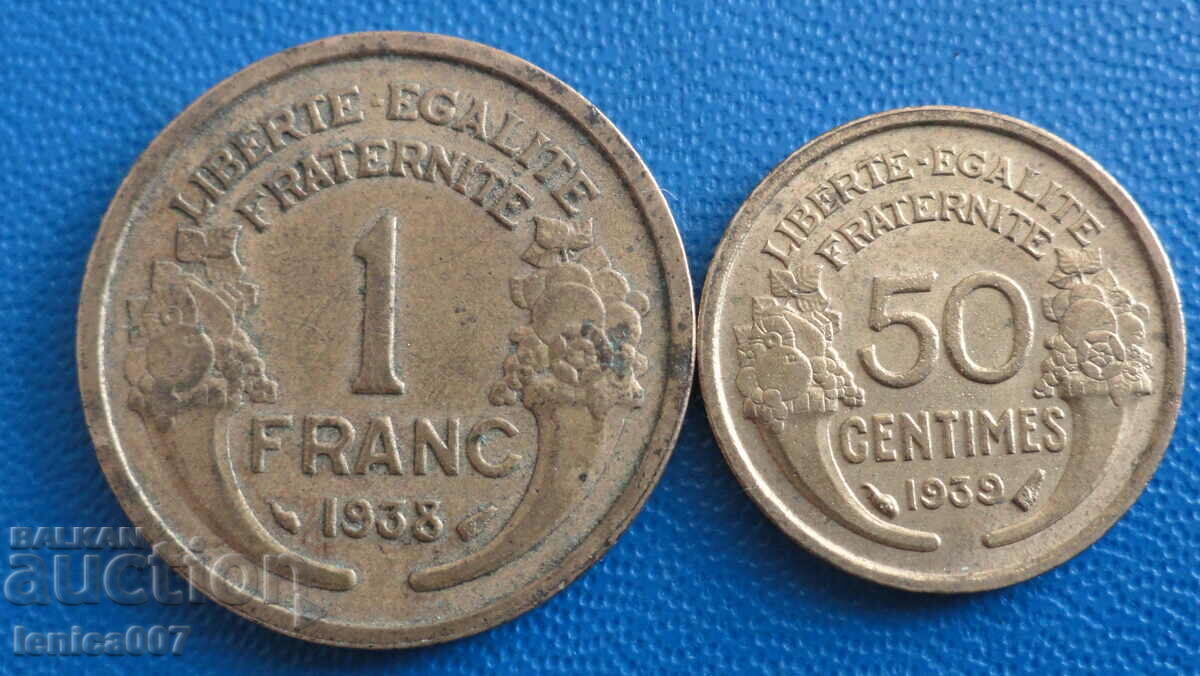 LIBERTE-EGALITE
FRATERNITE
1
FRANC
1938
LIBERTE-EGALITE
FRATERNITE
50
CENTIMES
1939
BALKAN
auction
lenica007